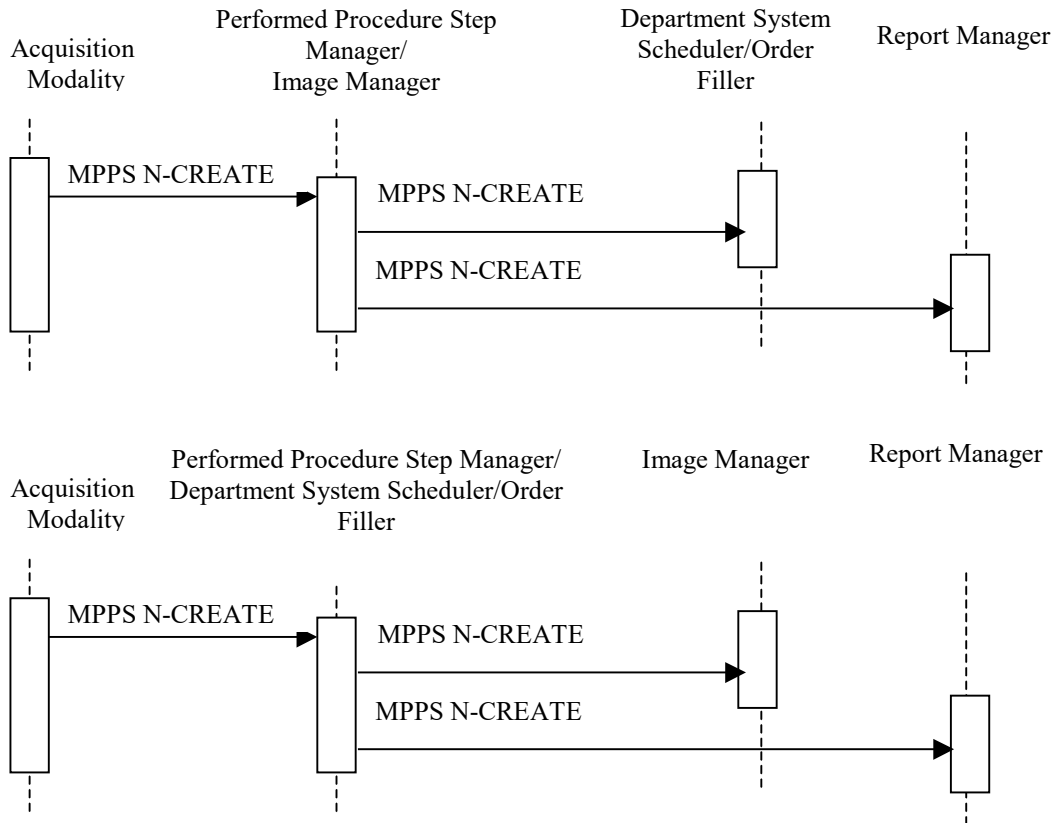 Acquisition
Modality
Performed Procedure Step
Manager/
Image Manager
Department System
Scheduler/Order
Filler
Report Manager
MPPS N-CREATE
MPPS N-CREATE
MPPS N-CREATE
Acquisition
Modality
Performed Procedure Step Manager/
Department System Scheduler/Order
Filler
Image Manager
Report Manager
MPPS N-CREATE
MPPS N-CREATE
MPPS N-CREATE